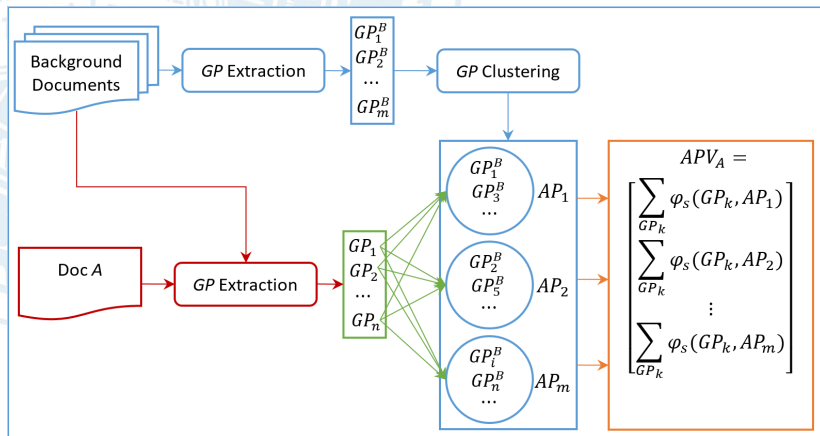 Background
Documents
GP Extraction
GP_1^B
GP_2^B
...
GP_m^B
GP Clustering
GP_1^B
GP_3^B
...
AP_1
GP_2^B
GP_5^B
...
AP_2
GP_i^B
GP_n^B
...
AP_m
Doc A
GP Extraction
GP_1
GP_2
...
GP_n
APV_A =
∑_{GP_k} φ_s(GP_k, AP_1)
∑_{GP_k} φ_s(GP_k, AP_2)
⋮
∑_{GP_k} φ_s(GP_k, AP_m)